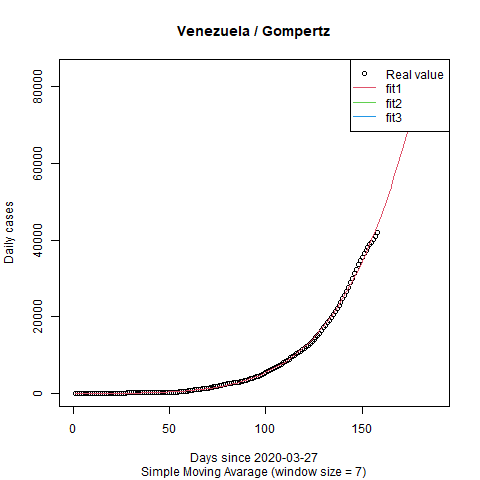 Venezuela / Gompertz
Real value
fit1
fit2
fit3
Daily cases
80000
60000
40000
20000
0
0 50 100 150
Days since 2020-03-27
Simple Moving Avarage (window size = 7)